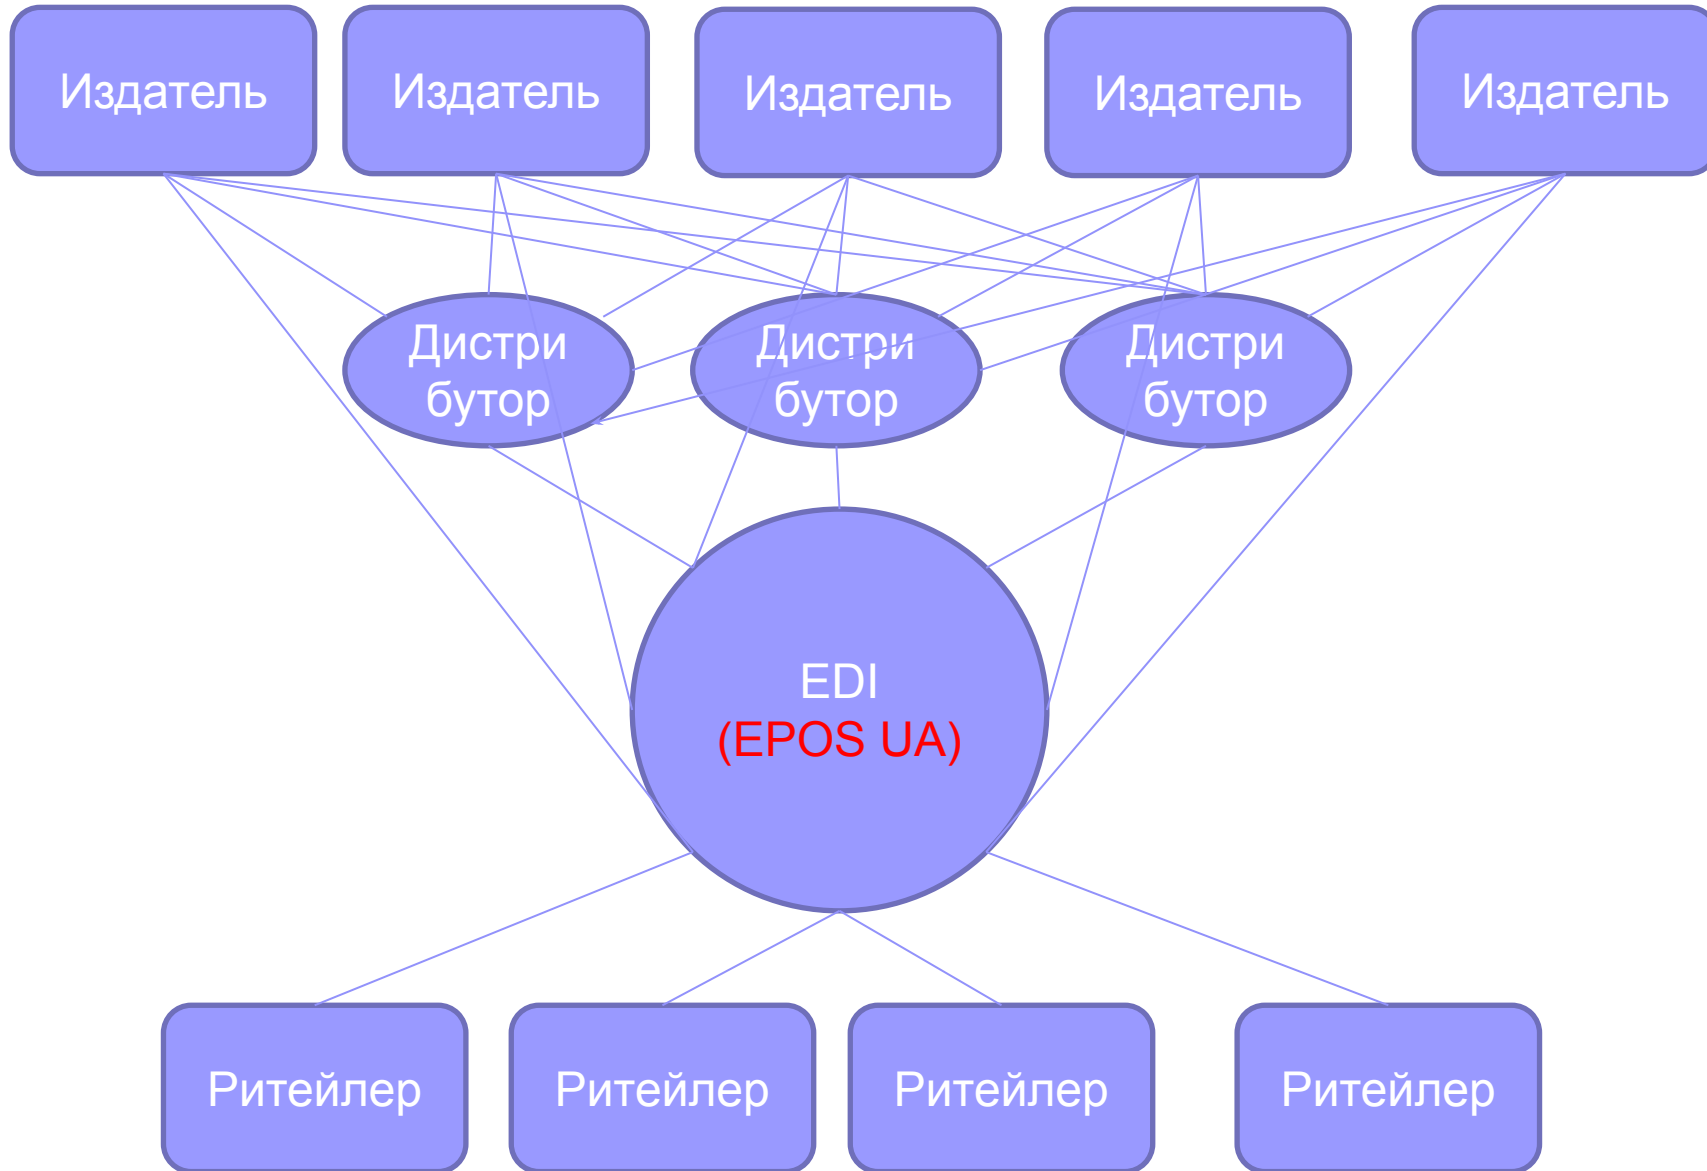 Издатель
Издатель
Издатель
Издатель
Издатель
Дистри
бутор
Дистри
бутор
Дистри
бутор
EDI
(EPOS UA)
Ритейлер
Ритейлер
Ритейлер
Ритейлер